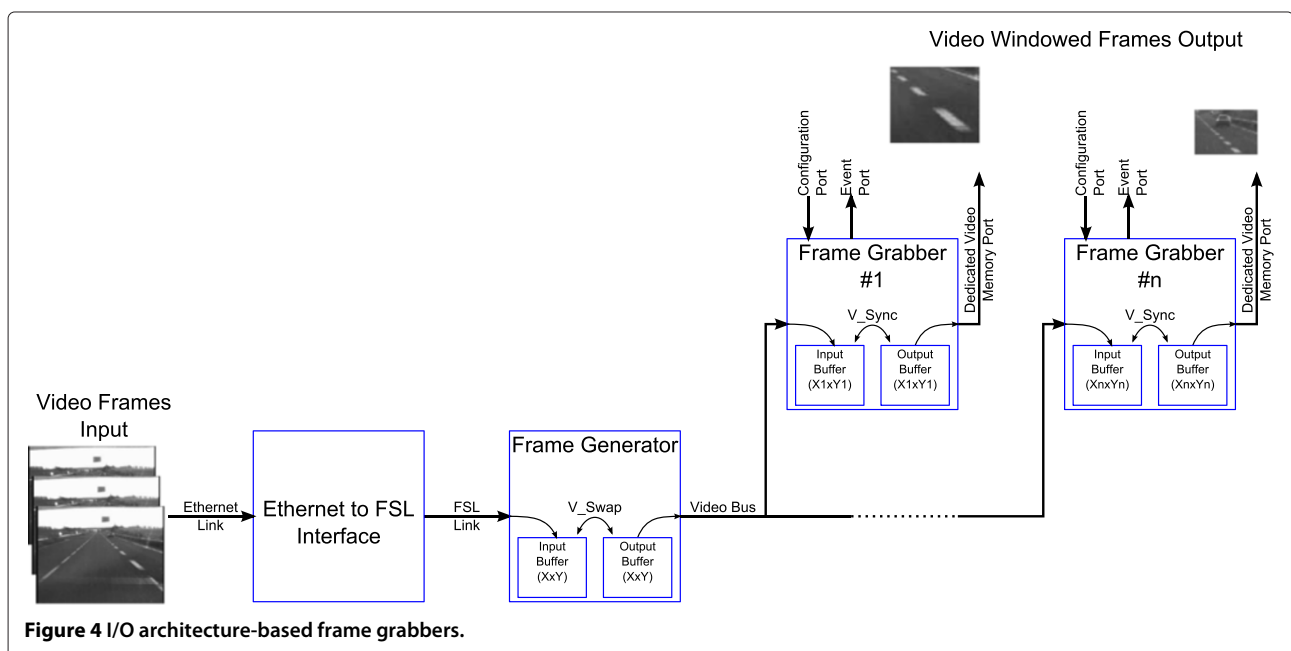 Video Windowed Frames Output
Configuration
Port
Event
Port
Dedicated Video
Memory Port
Configuration
Port
Event
Port
Dedicated Video
Memory Port
Frame Grabber
#1
V_Sync
Input
Buffer
(X1xY1)
Output
Buffer
(X1xY1)
Frame Grabber
#n
V_Sync
Input
Buffer
(XnxYn)
Output
Buffer
(XnxYn)
Video Frames
Input
Ethernet
Link
Ethernet to FSL
Interface
FSL
Link
Frame Generator
V_Swap
Input
Buffer
(XxY)
Output
Buffer
(XxY)
Video Bus
Figure 4 I/O architecture-based frame grabbers.